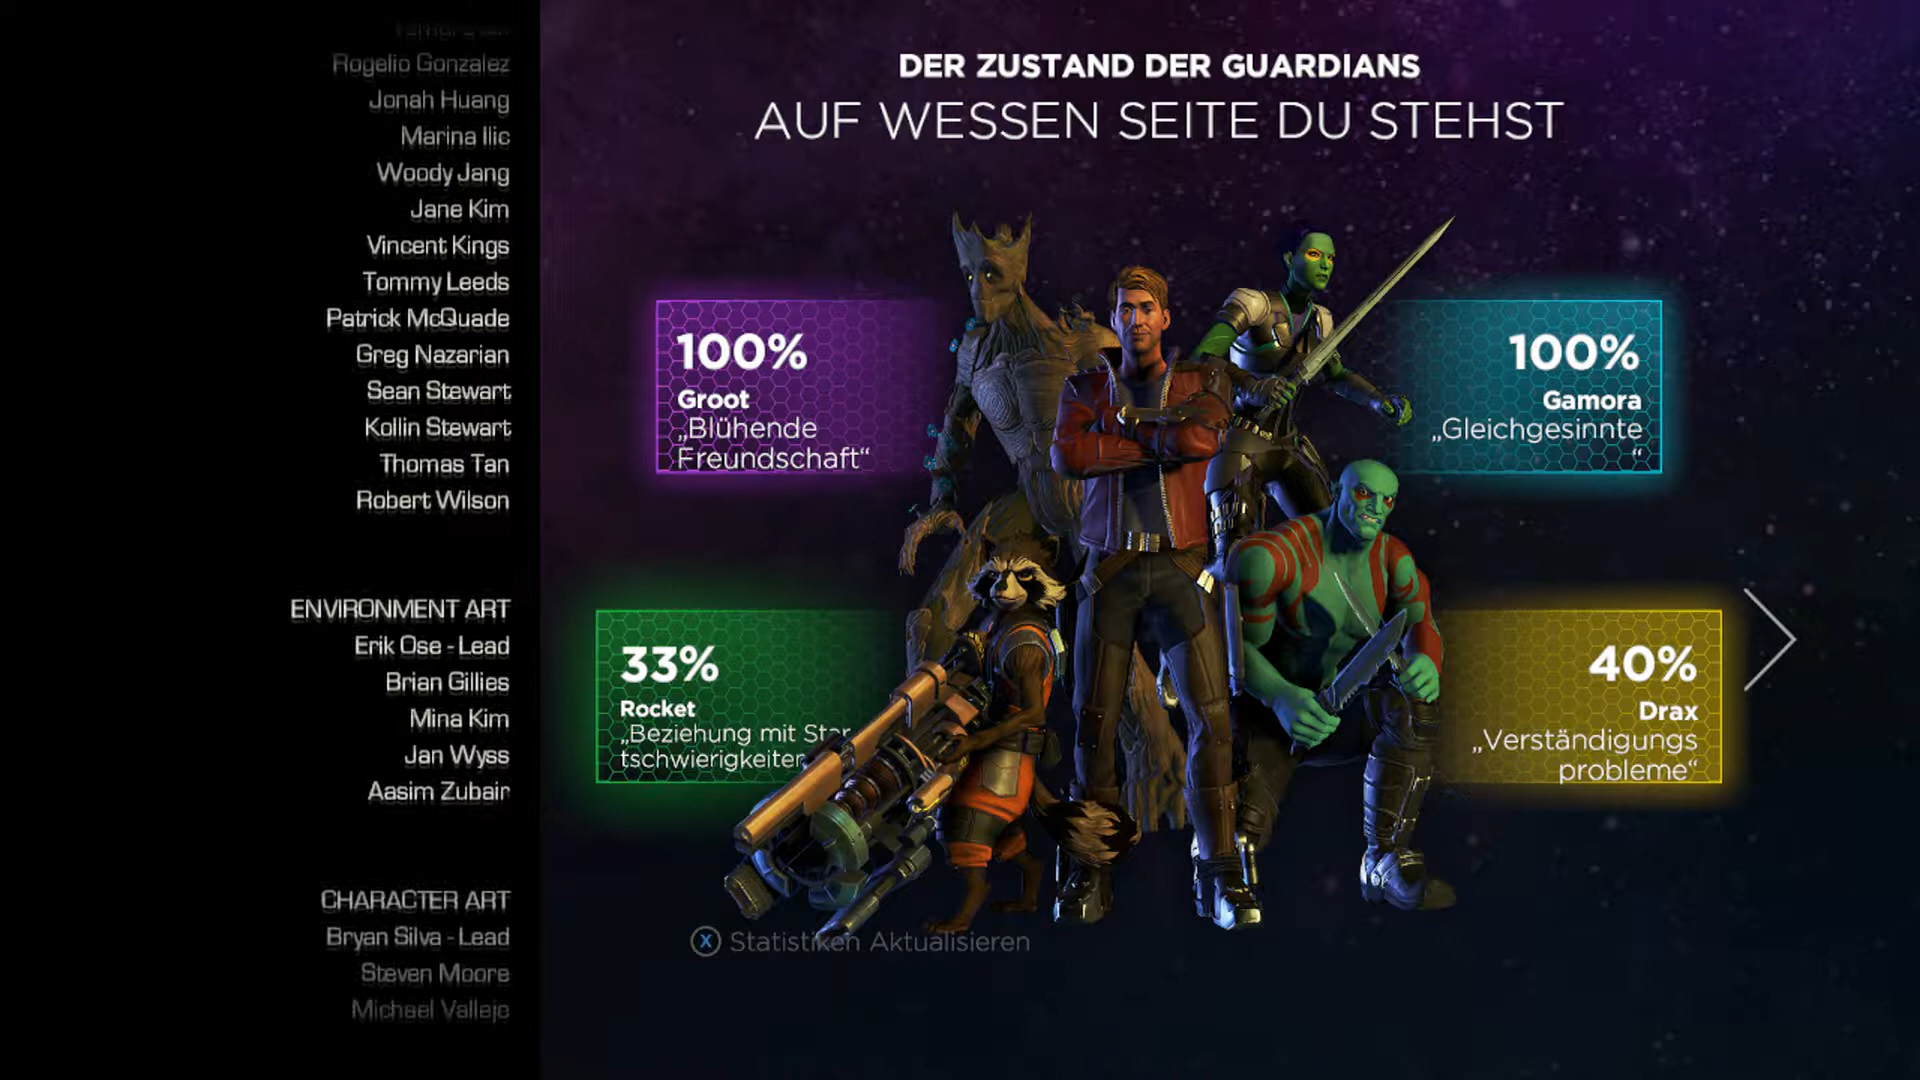 Rogelio Gonzalez
Jonah Huang
Marina Ilic
Woody Jang
Jane Kim
Vincent Kings
Tommy Leeds
Patrick McQuade
Greg Nazarian
Sean Stewart
Kollin Stewart
Thomas Tan
Robert Wilson
ENVIRONMENT ART
Erik Ose - Lead
Brian Gillies
Mina Kim
Jan Wyss
Aasim Zubair
CHARACTER ART
Bryan Silva - Lead
Steven Moore
Michael Vallejo
DER ZUSTAND DER GUARDIANS
AUF WESSEN SEITE DU STEHST
100%
Groot
„Blühende
Freundschaft“
100%
Gamora
„Gleichgesinnte
“
33%
Rocket
„Beziehung mit Star
tschwierigkeiten
40%
Drax
„Verständigungs
probleme“
X Statistiken Aktualisieren